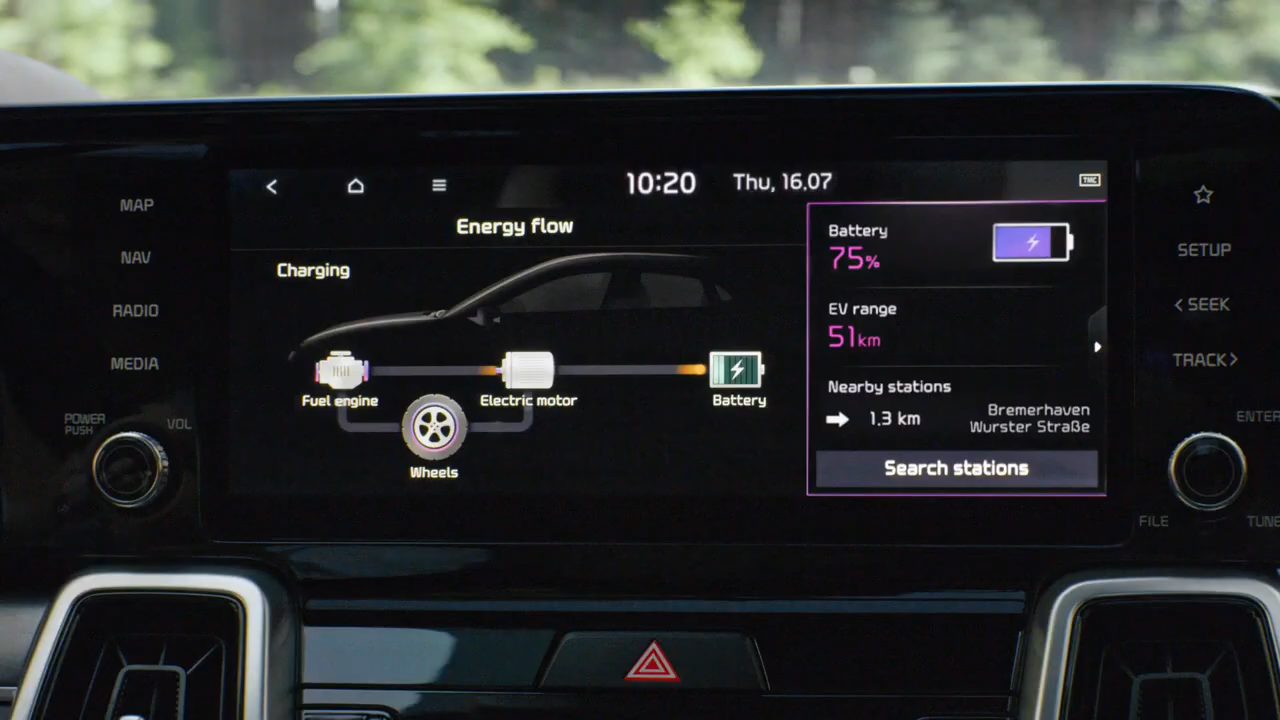 10:20 Thu, 16.07
TMC
Energy flow
Charging
Fuel engine
Electric motor
Battery
Wheels
Battery
75%
EV range
51km
Nearby stations
1.3 km
Bremerhaven
Wurster Straße
Search stations
MAP
NAV
RADIO
MEDIA
POWER
PUSH
VOL
SETUP
< SEEK
TRACK >
ENTER
FILE
TUNE